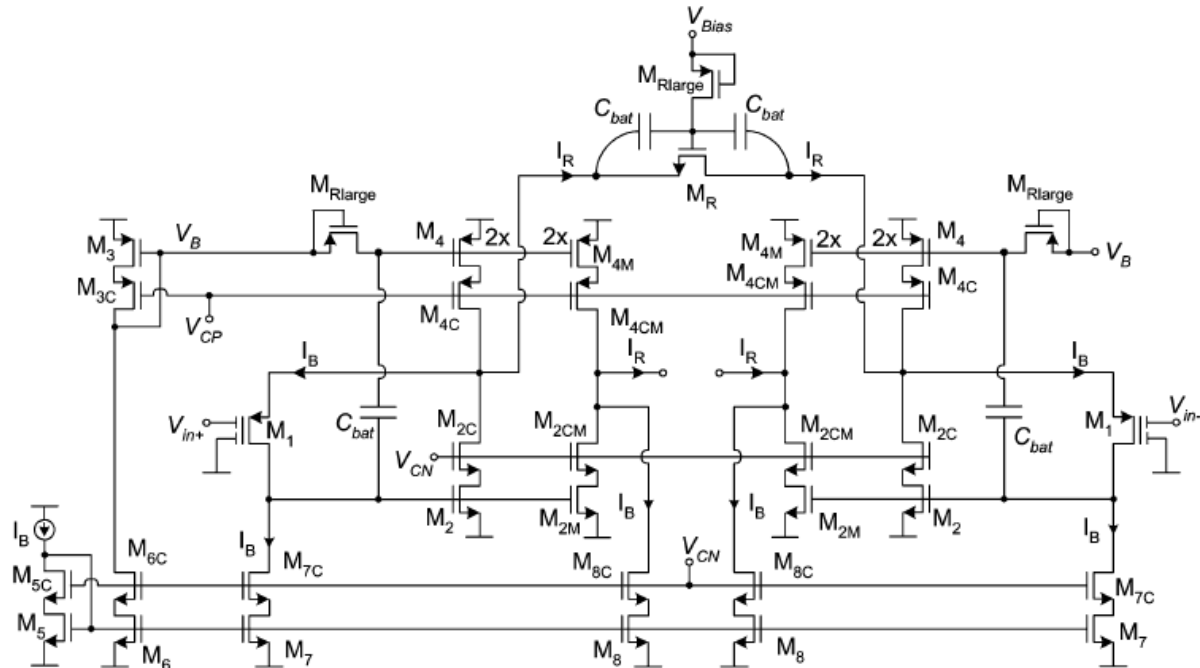 V_Bias
M_Rlarge
C_bat C_bat
I_R I_R
M_R
M_Rlarge M_Rlarge
M_3 V_B M_4 2x 2x M_4M M_4M 2x 2x M_4 V_B
M_3C M_4C M_4CM M_4CM M_4C
V_CP
I_B I_R I_R I_B
V_in+ M_1 C_bat M_2C M_2CM M_2CM M_2C C_bat M_1 V_in-
V_CN
I_B M_2 M_2M I_B I_B M_2M M_2
I_B I_B
M_6C M_7C M_8C V_CN M_8C
M_5C M_7C
M_5 M_6 M_7 M_8 M_8 M_7